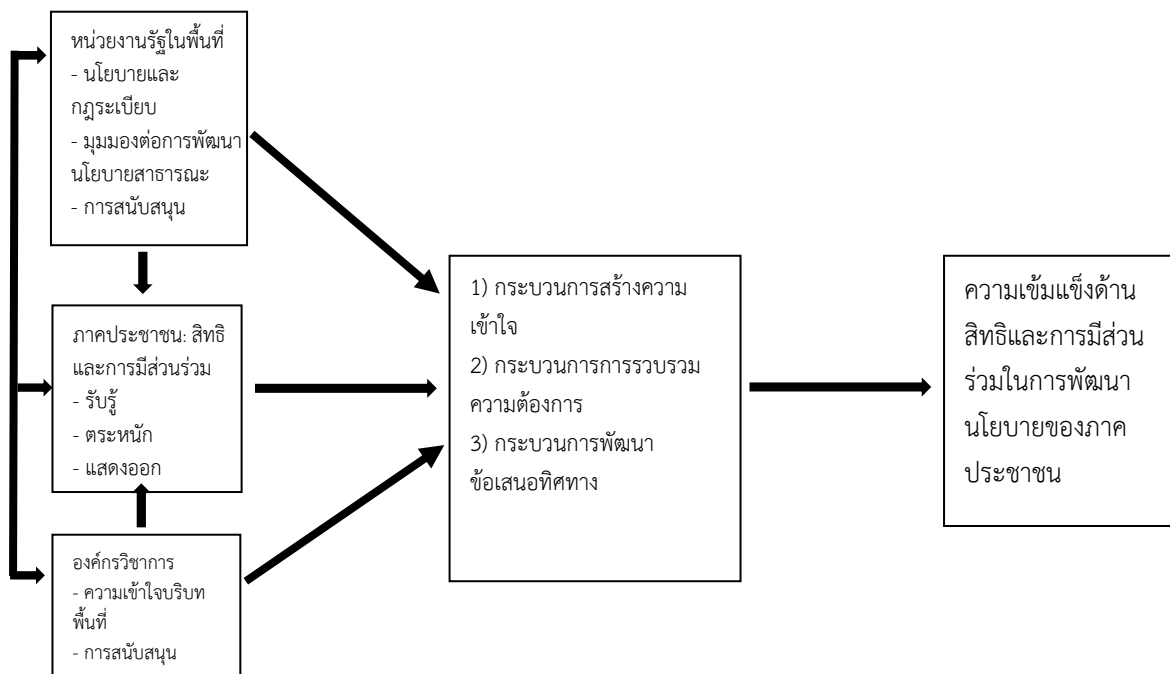 หน่วยงานรัฐในพื้นที่
- นโยบายและ
กฎระเบียบ
- มุมมองต่อการพัฒนา
นโยบายสาธารณะ
- การสนับสนุน
ภาคประชาชน: สิทธิ
และการมีส่วนร่วม
- รับรู้
- ตระหนัก
- แสดงออก
องค์กรวิชาการ
- ความเข้าใจบริบท
พื้นที่
- การสนับสนุน
1) กระบวนการสร้างความ
เข้าใจ
2) กระบวนการการรวบรวม
ความต้องการ
3) กระบวนการพัฒนา
ข้อเสนอทิศทาง
ความเข้มแข็งด้าน
สิทธิและการมีส่วน
ร่วมในการพัฒนา
นโยบายของภาค
ประชาชน